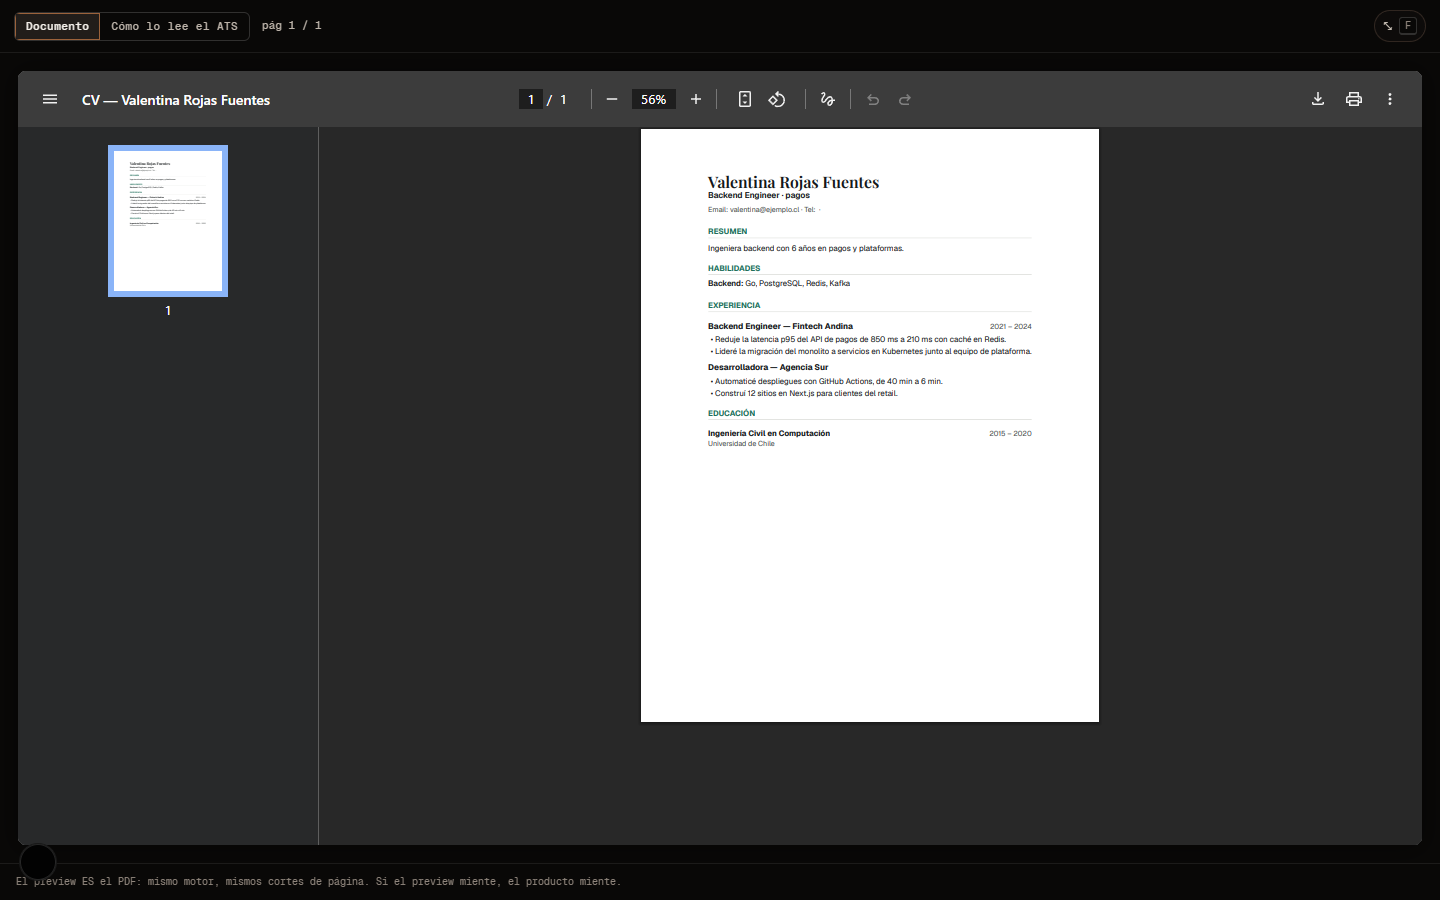 Documento Cómo lo lee el ATS pág 1 / 1 F
CV — Valentina Rojas Fuentes 1 / 1 56%
1
Valentina Rojas Fuentes
Backend Engineer · pagos
Email: valentina@ejemplo.cl · Tel: ·
RESUMEN
Ingeniera backend con 6 años en pagos y plataformas.
HABILIDADES
Backend: Go, PostgreSQL, Redis, Kafka
EXPERIENCIA
Backend Engineer — Fintech Andina 2021 – 2024
• Reduje la latencia p95 del API de pagos de 850 ms a 210 ms con caché en Redis.
• Lideré la migración del monolito a servicios en Kubernetes junto al equipo de plataforma.
Desarrolladora — Agencia Sur
• Automaticé despliegues con GitHub Actions, de 40 min a 6 min.
• Construí 12 sitios en Next.js para clientes del retail.
EDUCACIÓN
Ingeniería Civil en Computación 2015 – 2020
Universidad de Chile
El preview ES el PDF: mismo motor, mismos cortes de página. Si el preview miente, el producto miente.